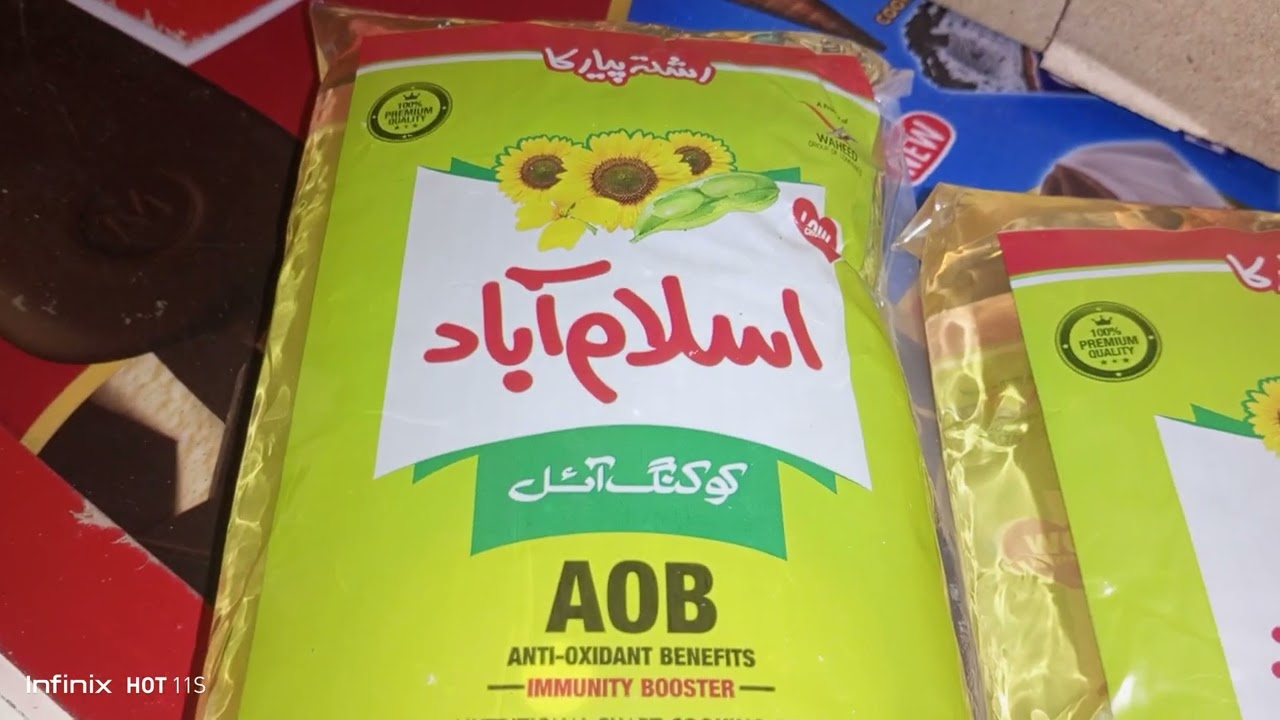 رشتہ پیار کا
100%
PREMIUM
QUALITY
WAHEED
اسلام آباد
کوکنگ آئل
AOB
ANTI-OXIDANT BENEFITS
IMMUNITY BOOSTER
NEW
100%
PREMIUM
QUALITY
Infinix HOT 11S